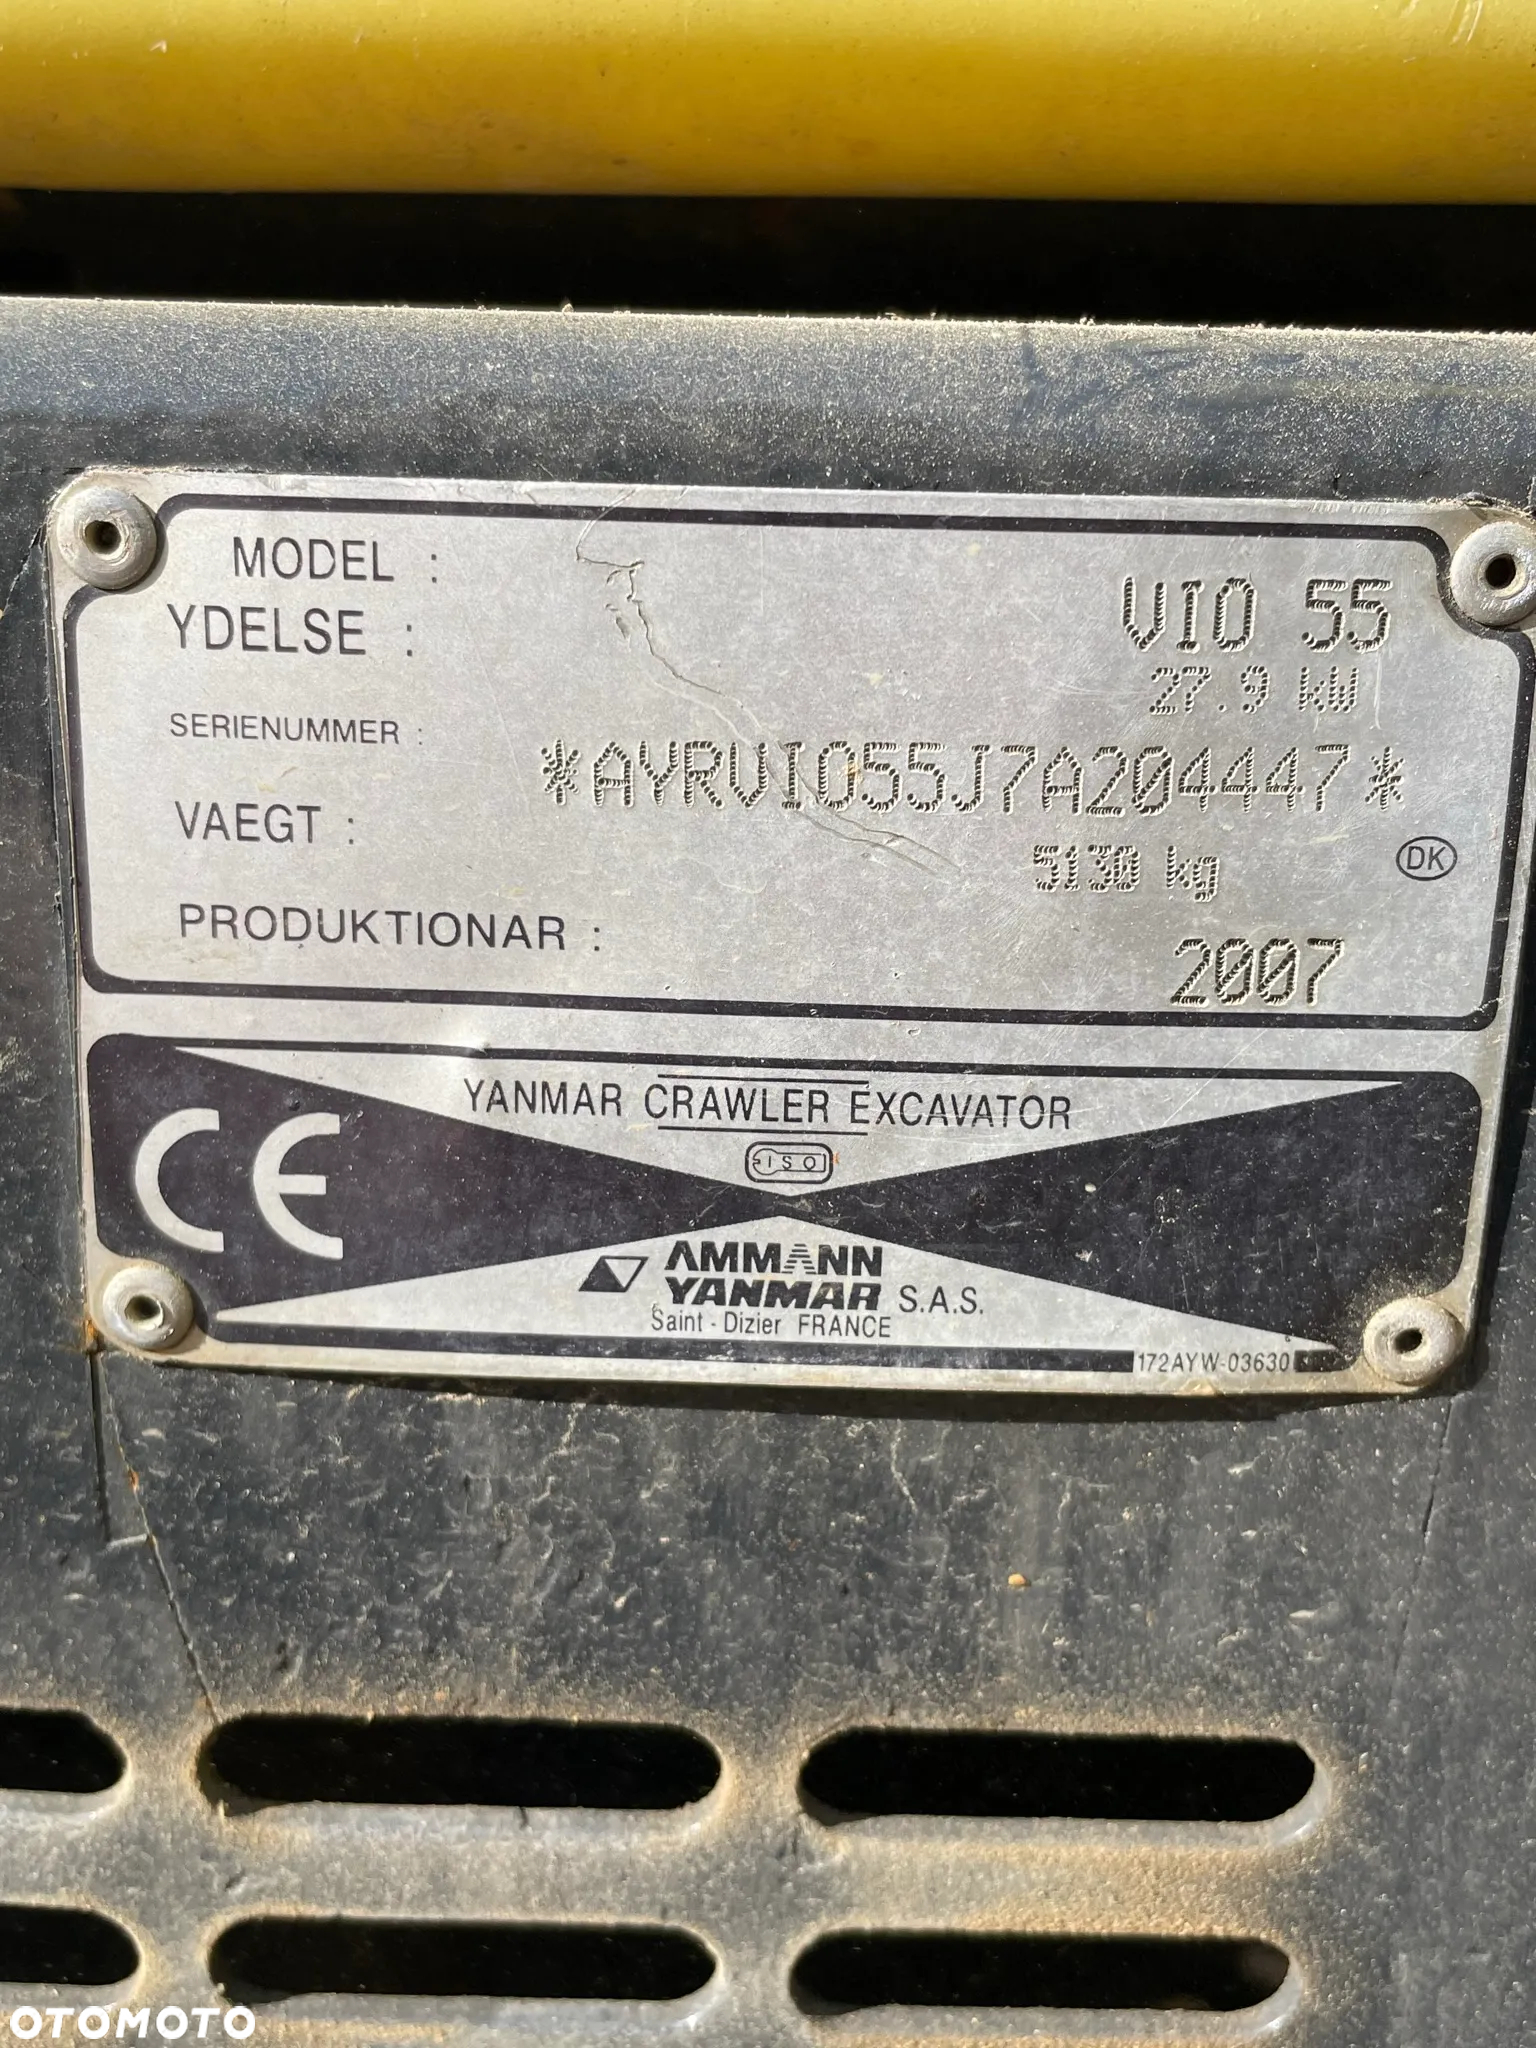 MODEL : VIO 55
YDELSE : 27.9 kW
SERIENUMMER : *AYRVIO55J7A204447*
VAEGT : 5130 kg DK
PRODUKTIONAR : 2007
CE
YANMAR CRAWLER EXCAVATOR
ISO
AMMANN
YANMAR S.A.S.
Saint - Dizier FRANCE
172AYW-03630
OTOMOTO